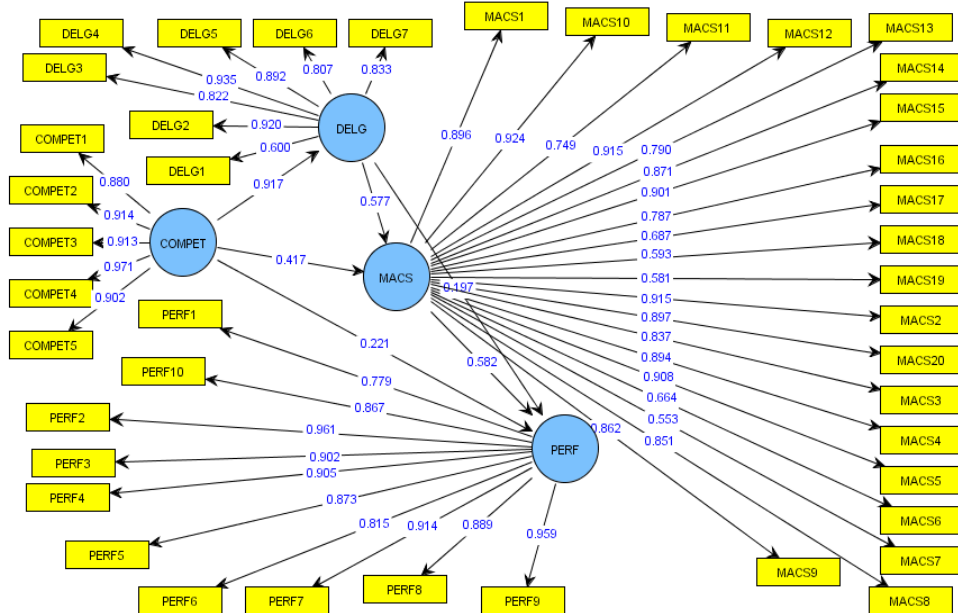 MACS1
MACS10
MACS11
MACS12
MACS13
DELG4
DELG5
DELG6
DELG7
DELG3
MACS14
0.935
0.892
0.807
0.833
0.822
MACS15
DELG2
0.920
DELG
0.896
0.924
0.749
0.915
0.790
0.871
COMPET1
0.600
0.901
MACS16
DELG1
0.880
0.917
0.787
COMPET2
0.577
0.687
MACS17
0.914
0.593
COMPET3
0.913
COMPET
MACS18
0.417
MACS
0.581
MACS19
0.971
COMPET4
0.902
0.197
0.915
0.897
MACS2
PERF1
COMPET5
0.221
0.582
0.837
0.894
MACS20
PERF10
0.779
0.908
0.664
MACS3
0.867
0.553
PERF2
0.961
0.862
0.851
MACS4
PERF3
0.902
PERF
0.905
PERF4
MACS5
0.873
MACS6
0.815
0.914
0.889
0.959
PERF5
MACS7
MACS9
PERF6
PERF7
PERF8
PERF9
MACS8